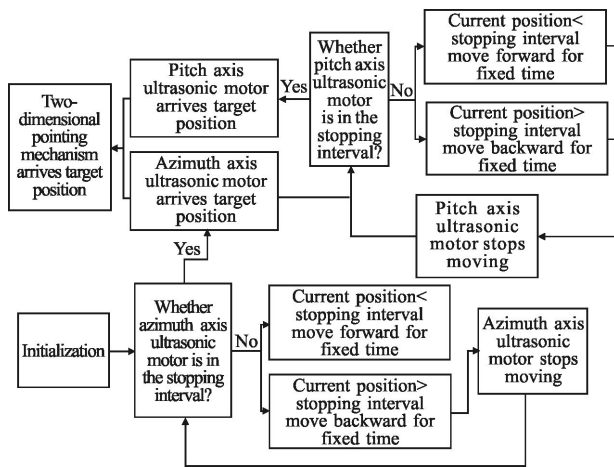 Current position<
stopping interval
move forward for
fixed time
Whether
pitch axis
ultrasonic
motor
is in the
stopping
interval?
Pitch axis
ultrasonic motor
arrives target
position
Yes
No
Two-
dimensional
pointing
mechanism
arrives target
position
Current position>
stopping interval
move backward for
fixed time
Azimuth axis
ultrasonic motor
arrives target
position
Pitch axis
ultrasonic
motor stops
moving
Yes
Initialization
Whether
azimuth axis
ultrasonic
motor is in
the stopping
interval?
No
Current position<
stopping interval
move forward for
fixed time
Current position>
stopping interval
move backward for
fixed time
Azimuth axis
ultrasonic
motor stops
moving